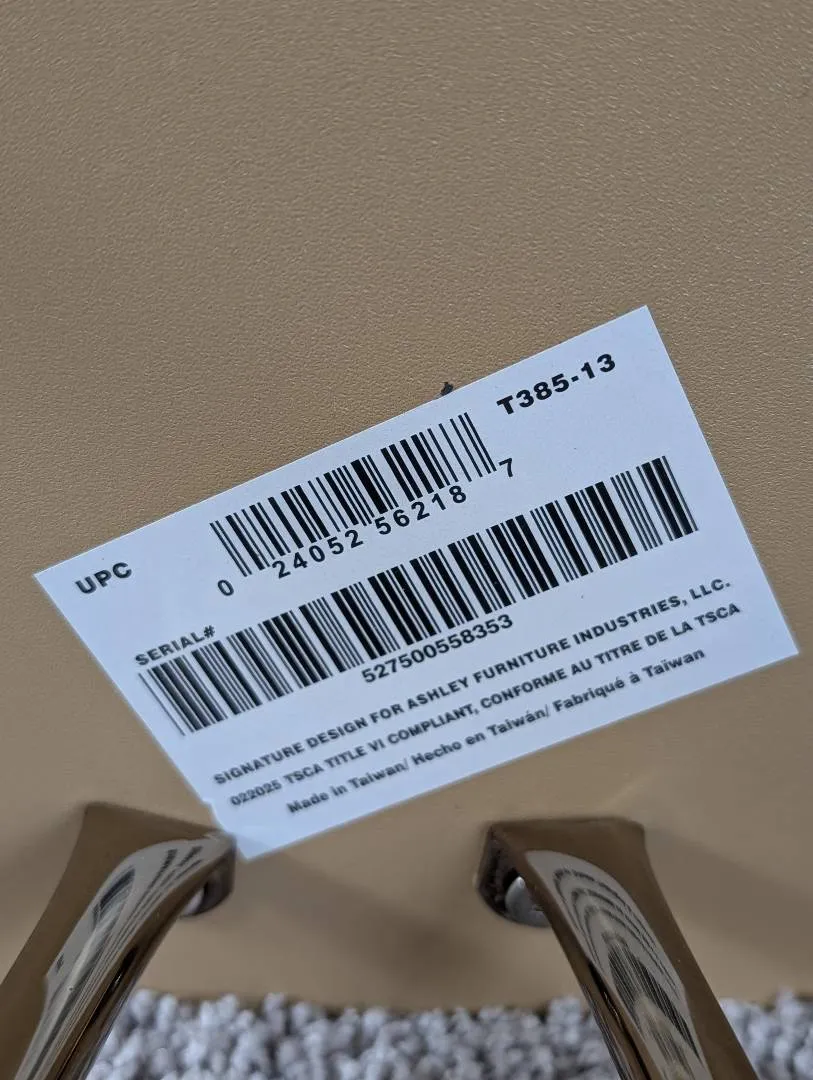 T385-13
UPC
0 24052 56218 7
SERIAL#
527500558353
SIGNATURE DESIGN FOR ASHLEY FURNITURE INDUSTRIES, LLC.
022025 TSCA TITLE VI COMPLIANT, CONFORME AU TITRE DE LA TSCA
Made in Taiwan/ Hecho en Taiwán/ Fabriqué à Taïwan